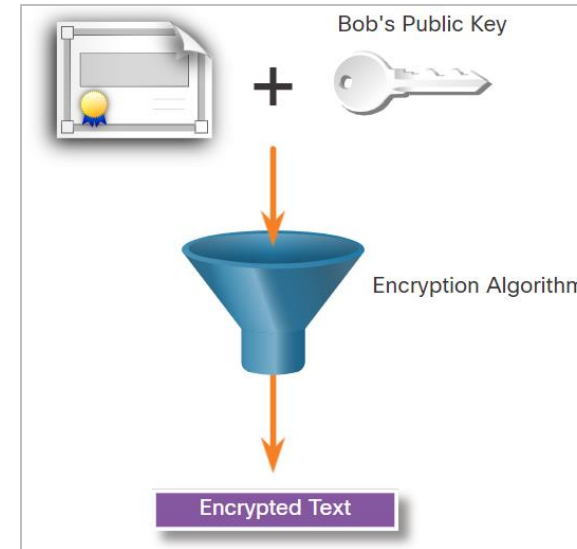 Bob's Public Key
+
Encryption Algorithm
Encrypted Text